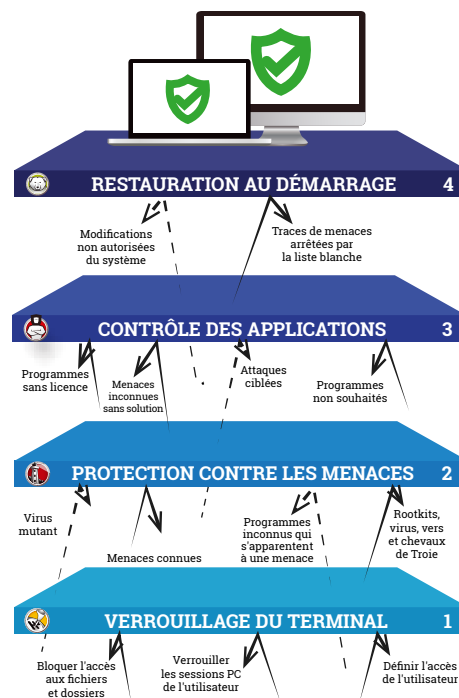 RESTAURATION AU DÉMARRAGE 4
Modifications
non autorisées
du système
Traces de menaces
arrêtées par
la liste blanche
CONTRÔLE DES APPLICATIONS 3
Programmes
sans licence
Menaces
inconnues
sans solution
Attaques
ciblées
Programmes
non souhaités
PROTECTION CONTRE LES MENACES 2
Virus
mutant
Menaces connues
Programmes
inconnus qui
s'apparentent
à une menace
Rootkits,
virus, vers
et chevaux
de Troie
VERROUILLAGE DU TERMINAL 1
Bloquer l'accès
aux fichiers
et dossiers
Verrouiller
les sessions PC
de l'utilisateur
Définir l'accès
de l'utilisateur